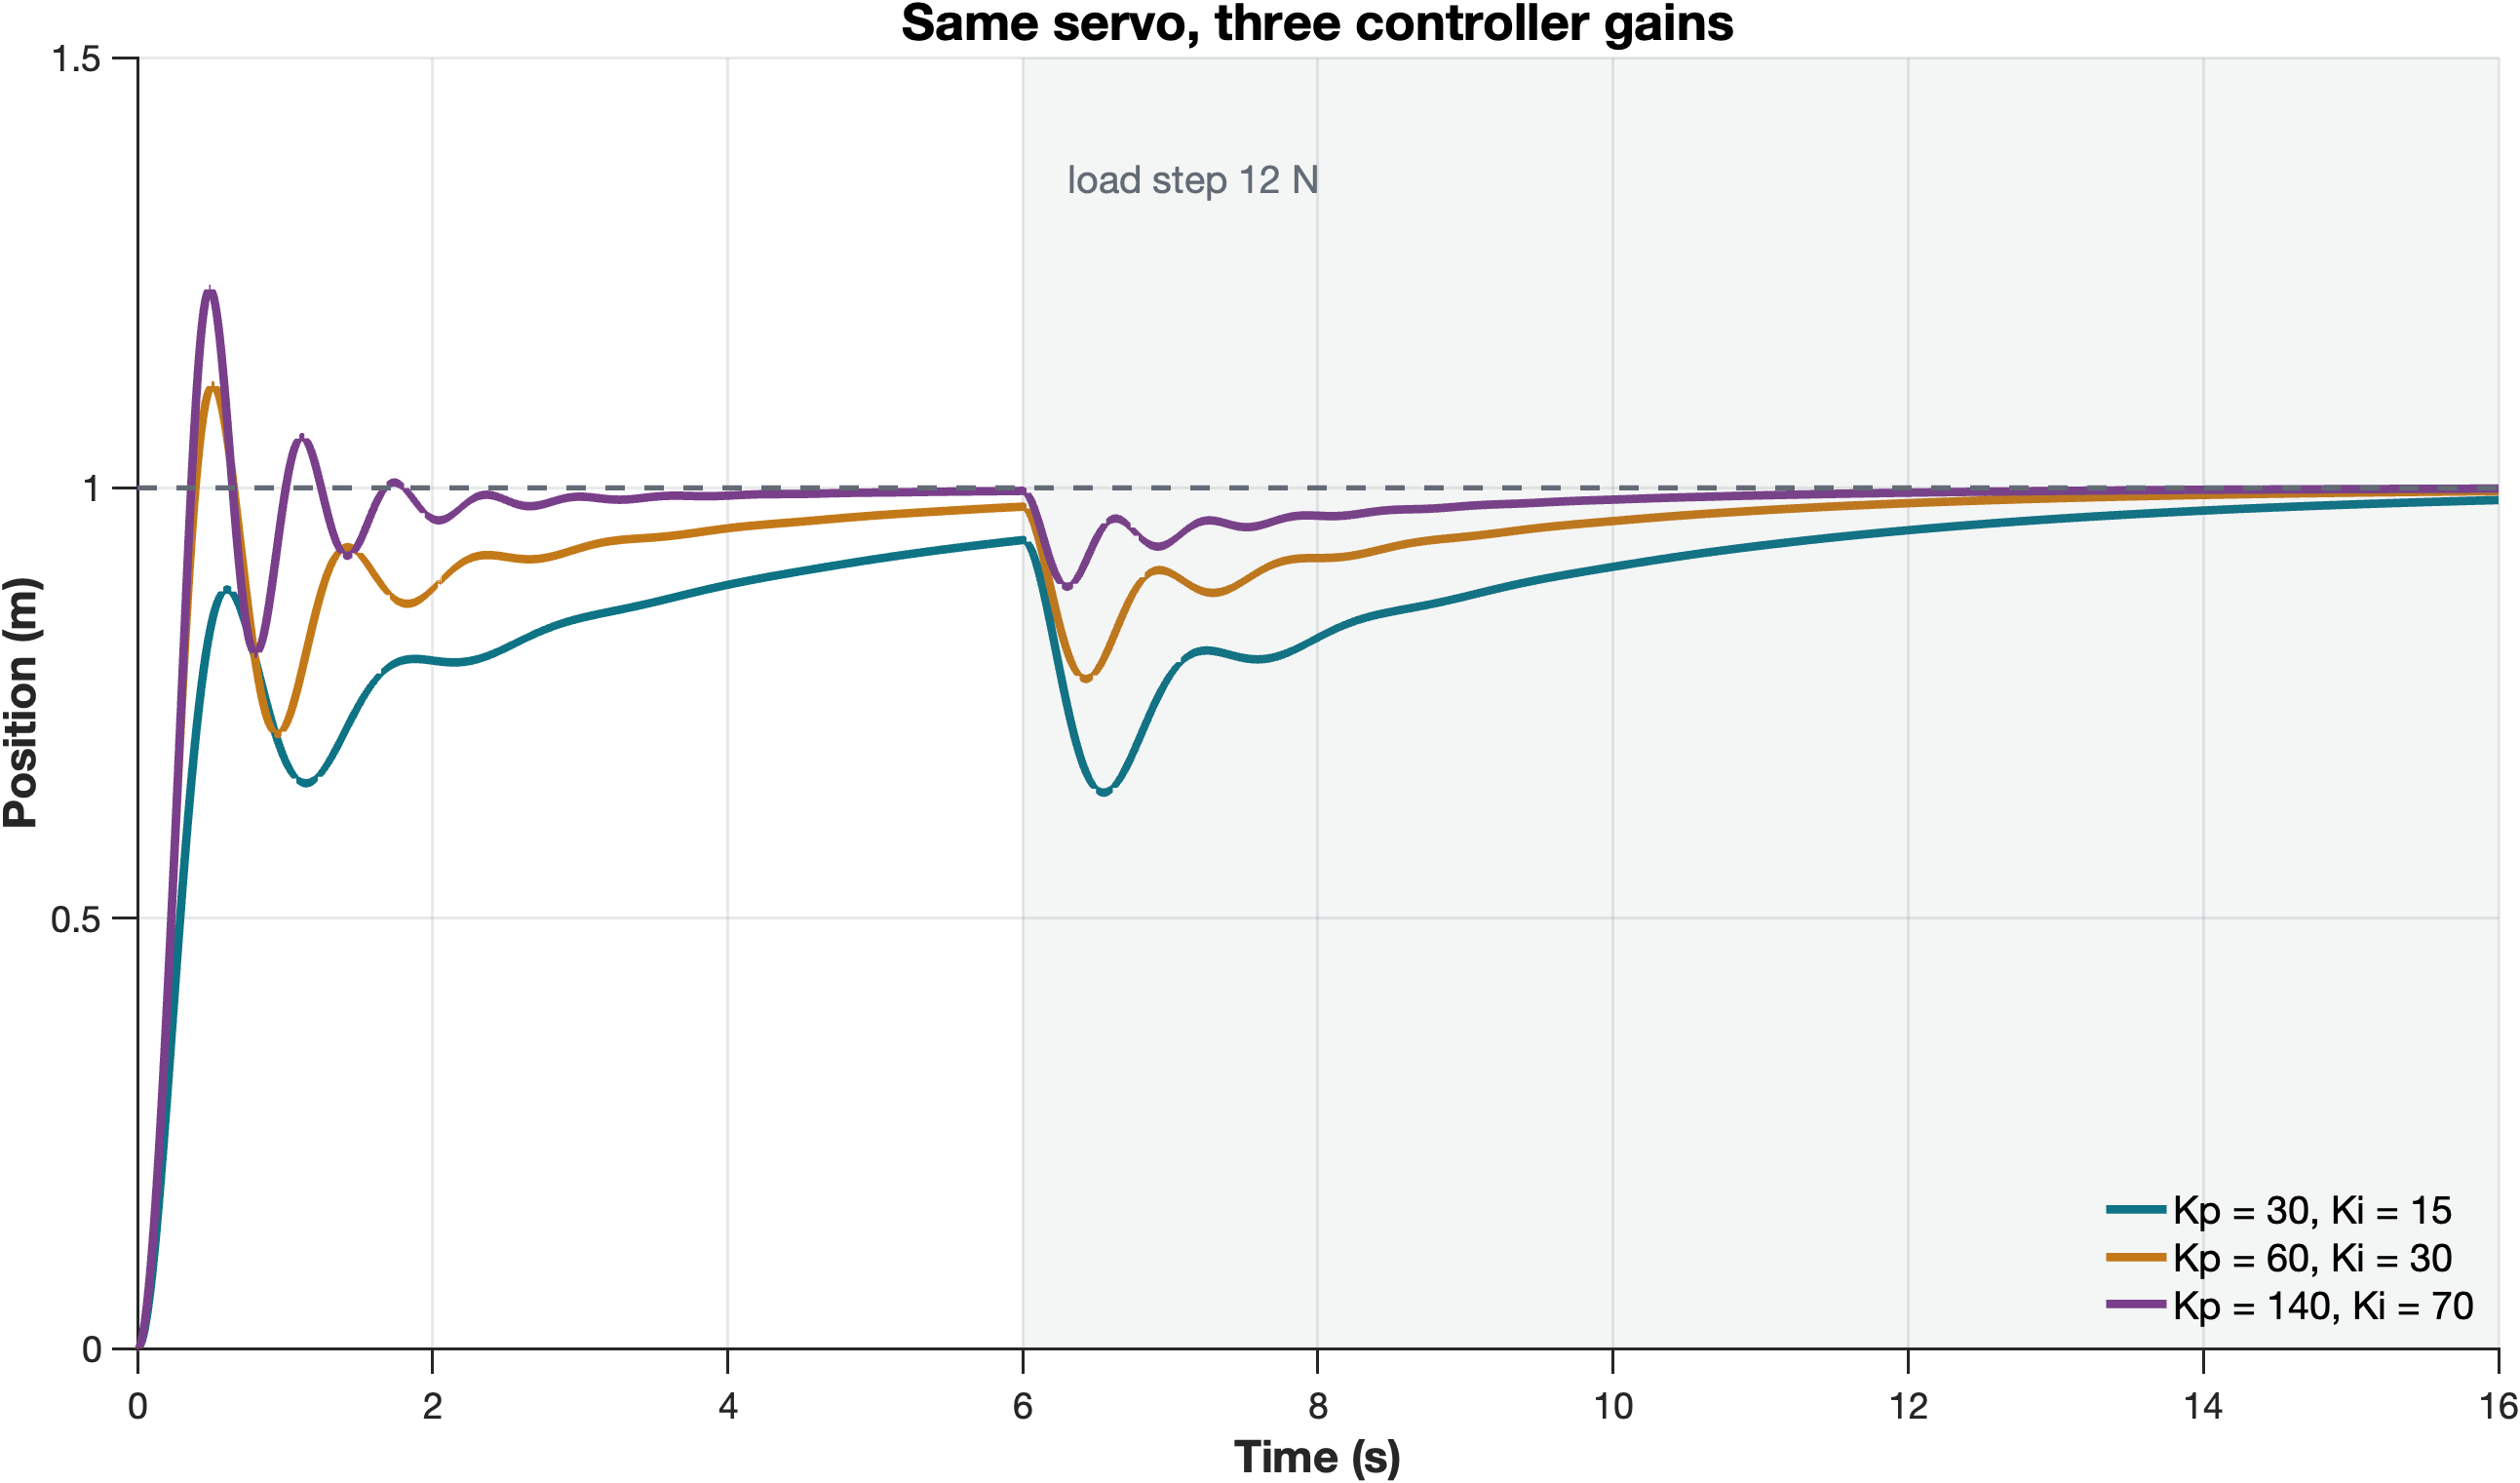 Same servo, three controller gains
1.5
1
0.5
0
Position (m)
load step 12 N
Kp = 30, Ki = 15
Kp = 60, Ki = 30
Kp = 140, Ki = 70
0 2 4 6 8 10 12 14 16
Time (s)